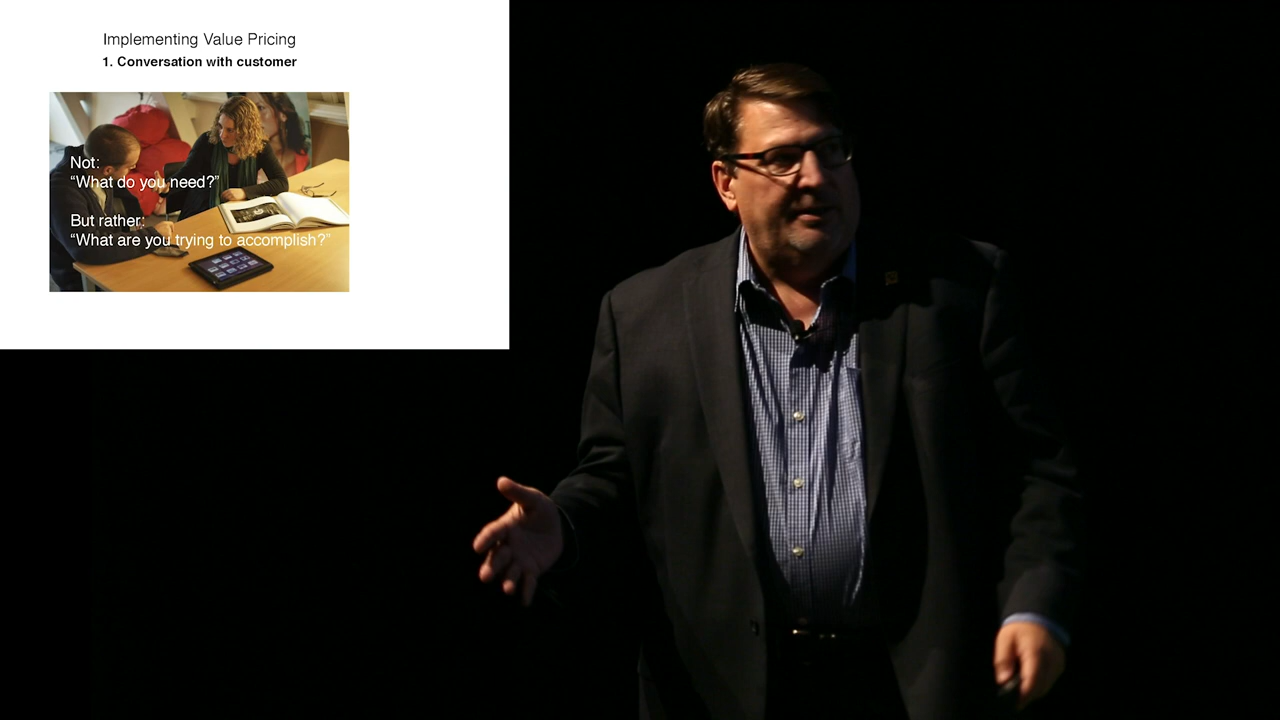 Implementing Value Pricing
1. Conversation with customer
Not:
“What do you need?”
But rather:
“What are you trying to accomplish?”